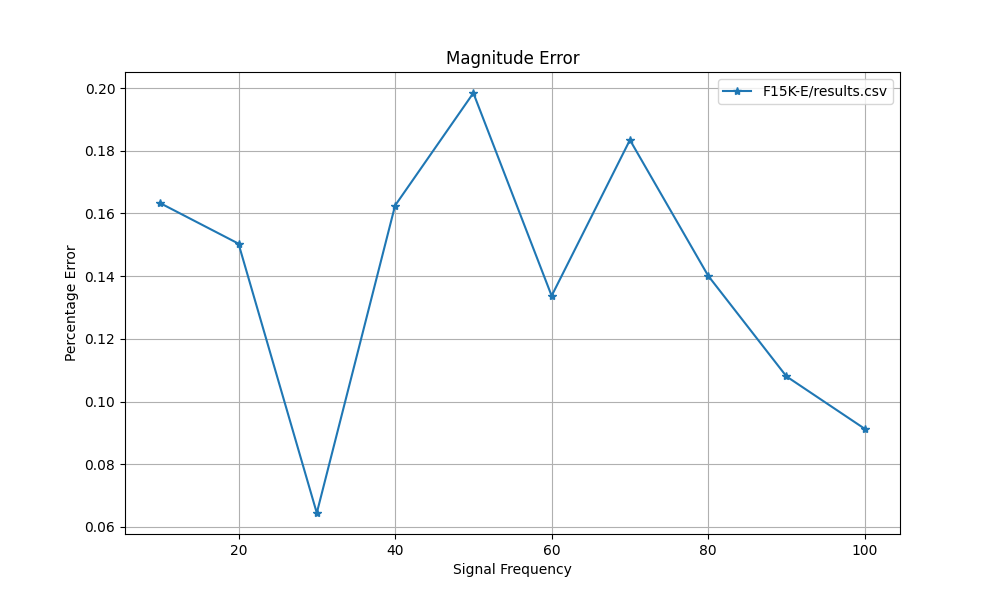 Magnitude Error
F15K-E/results.csv
Percentage Error
0.20
0.18
0.16
0.14
0.12
0.10
0.08
0.06
20 40 60 80 100
Signal Frequency